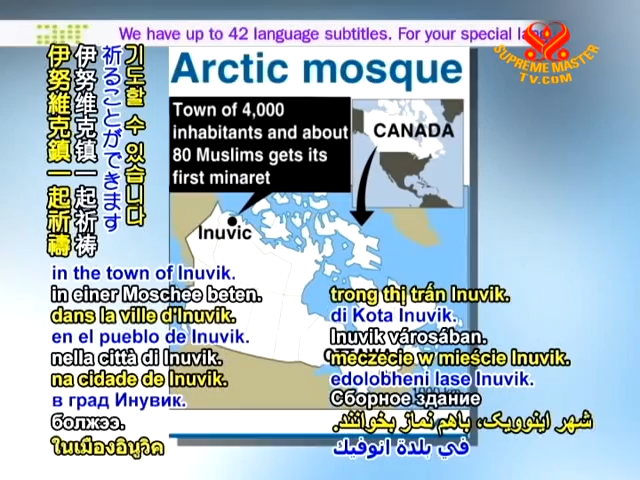 We have up to 42 language subtitles. For your special
SUPREME MASTER
TV.COM
Arctic mosque
Town of 4,000
inhabitants and about
80 Muslims gets its
first minaret
CANADA
Inuvic
伊努維克鎮一起祈禱
伊努维克镇一起祈祷
祈ることができます
기도할 수 있습니다
in the town of Inuvik.
in einer Moschee beten.
dans la ville d'Inuvik.
en el pueblo de Inuvik.
nella città di Inuvik.
na cidade de Inuvik.
в град Инувик.
болжээ.
ในเมืองอินูวิค
trong thị trấn Inuvik.
di Kota Inuvik.
Inuvik városában.
meczecie w mieście Inuvik.
edolobheni lase Inuvik.
Сборное здание
شهر اینوویک، باهم نماز بخوانند.
في بلدة انوفيك
1000 km